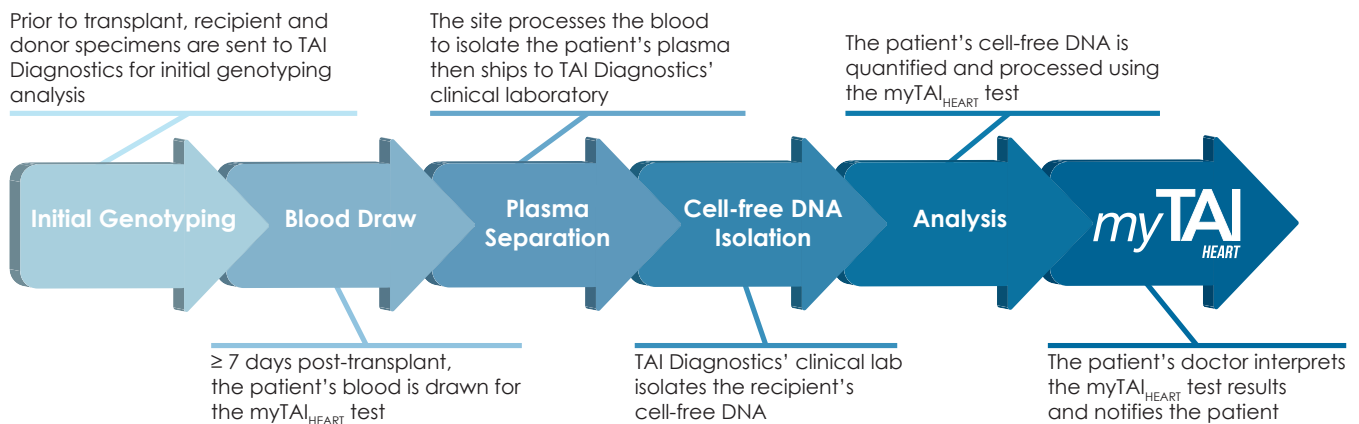 Prior to transplant, recipient and
donor specimens are sent to TAI
Diagnostics for initial genotyping
analysis
The site processes the blood
to isolate the patient’s plasma
then ships to TAI Diagnostics’
clinical laboratory
The patient’s cell-free DNA is
quantified and processed using
the myTAIHEART test
Initial Genotyping
Blood Draw
Plasma
Separation
Cell-free DNA
Isolation
Analysis
myTAI
HEART
≥ 7 days post-transplant,
the patient’s blood is drawn for
the myTAIHEART test
TAI Diagnostics’ clinical lab
isolates the recipient’s
cell-free DNA
The patient’s doctor interprets
the myTAIHEART test results
and notifies the patient